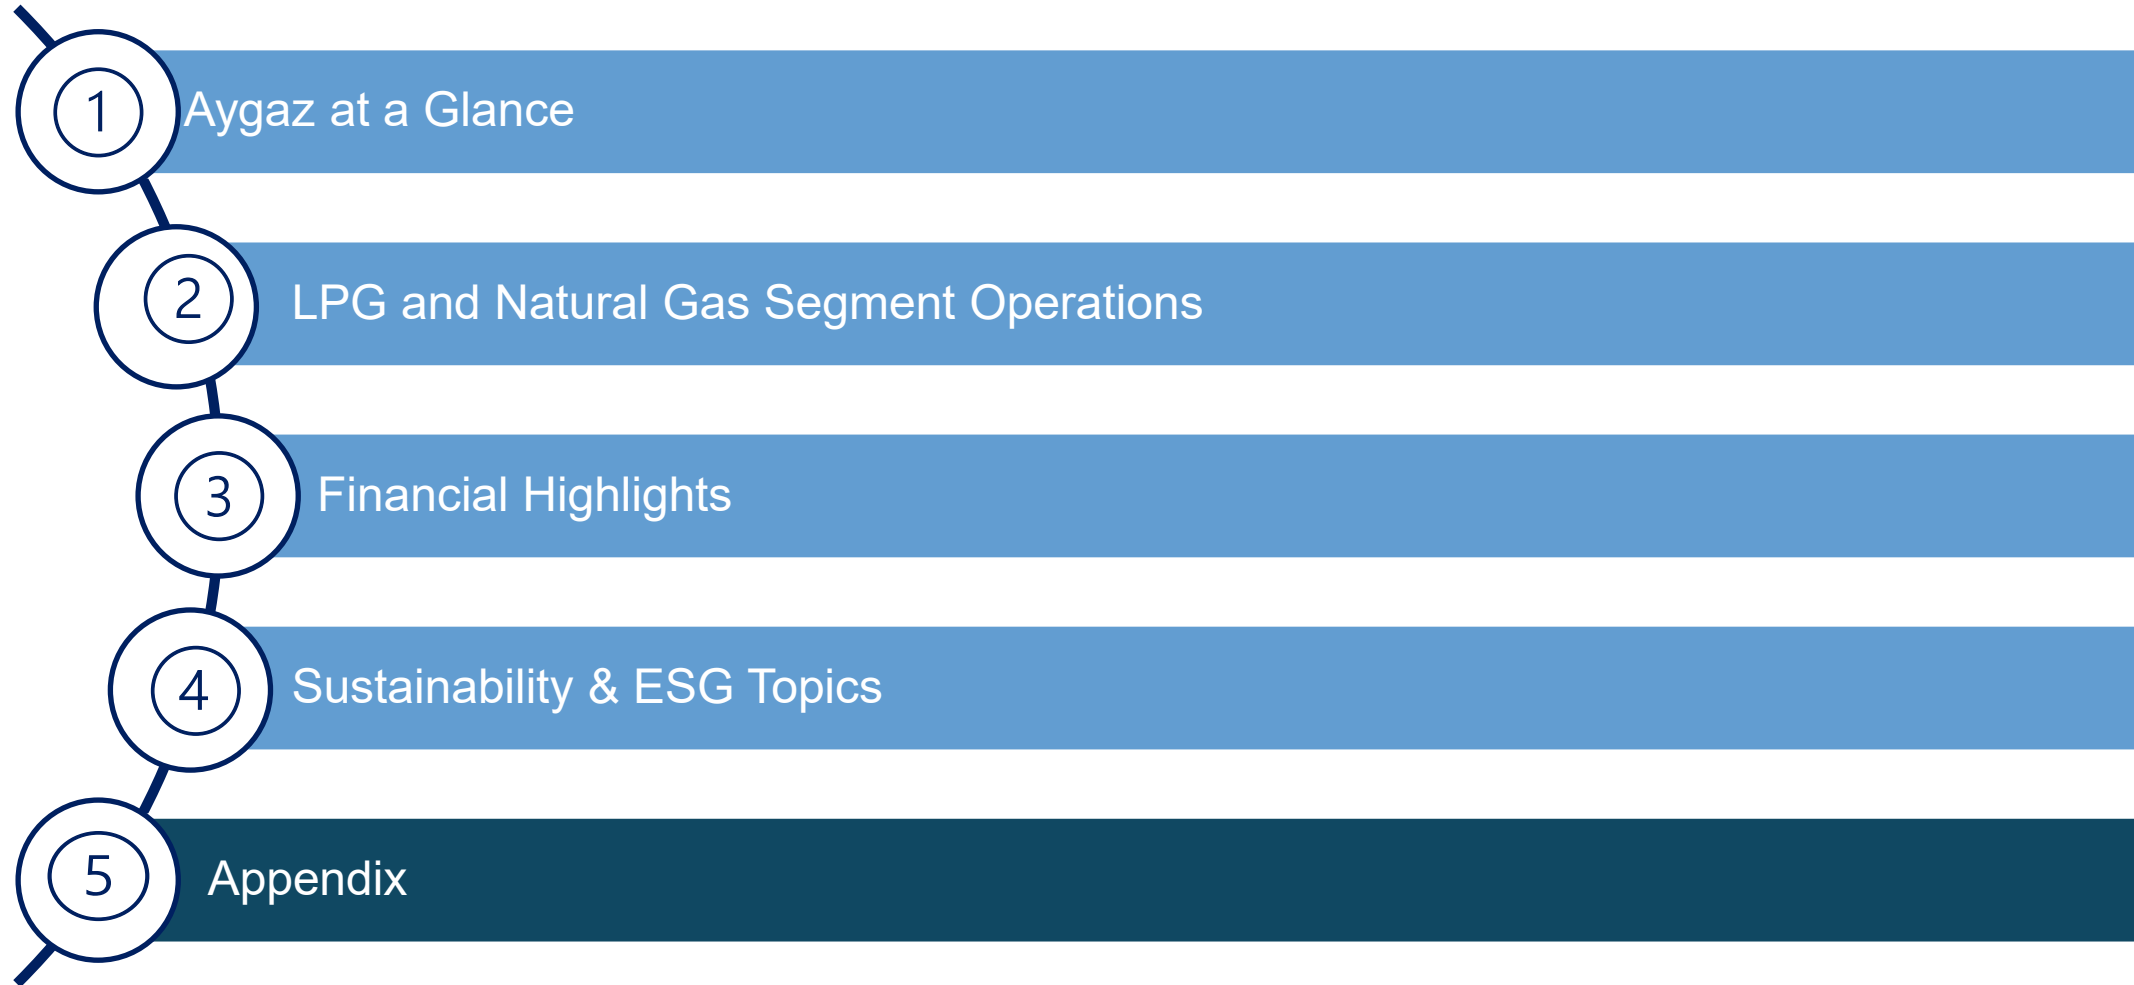 1 Aygaz at a Glance
2 LPG and Natural Gas Segment Operations
3 Financial Highlights
4 Sustainability & ESG Topics
5 Appendix